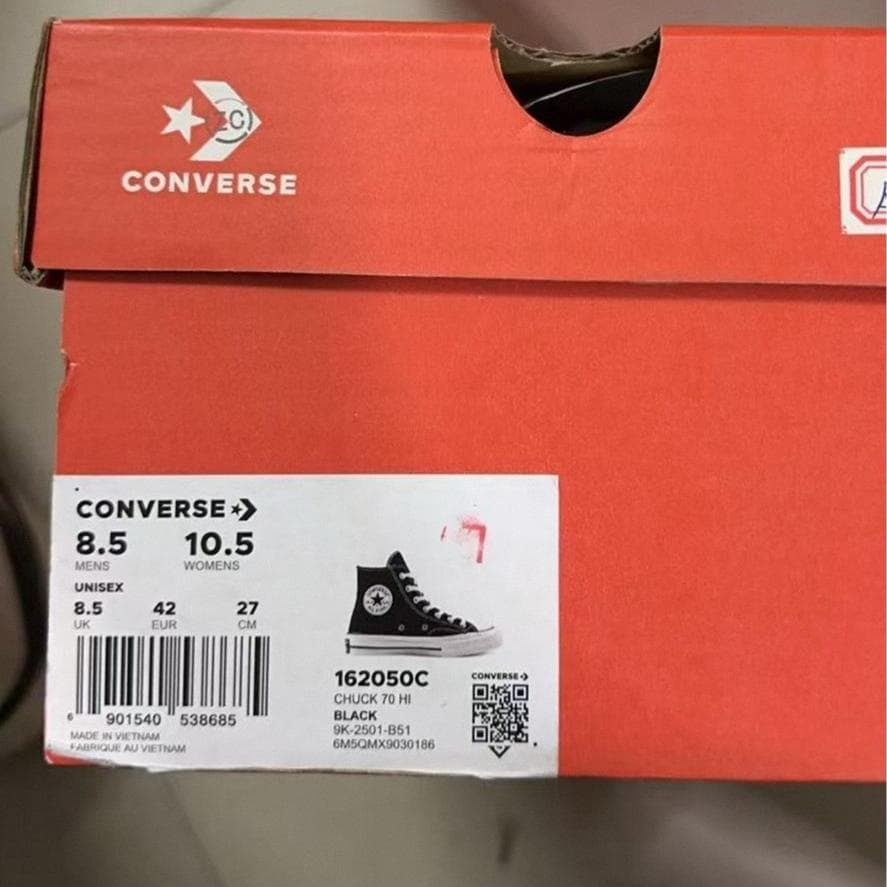 CONVERSE
CONVERSE
8.5 10.5
MENS WOMENS
UNISEX
8.5 42 27
UK EUR CM
6 901540 538685
MADE IN VIETNAM
FABRIQUE AU VIETNAM
162050C
CHUCK 70 HI
BLACK
9K-2501-B51
6M5QMX9030186
CONVERSE